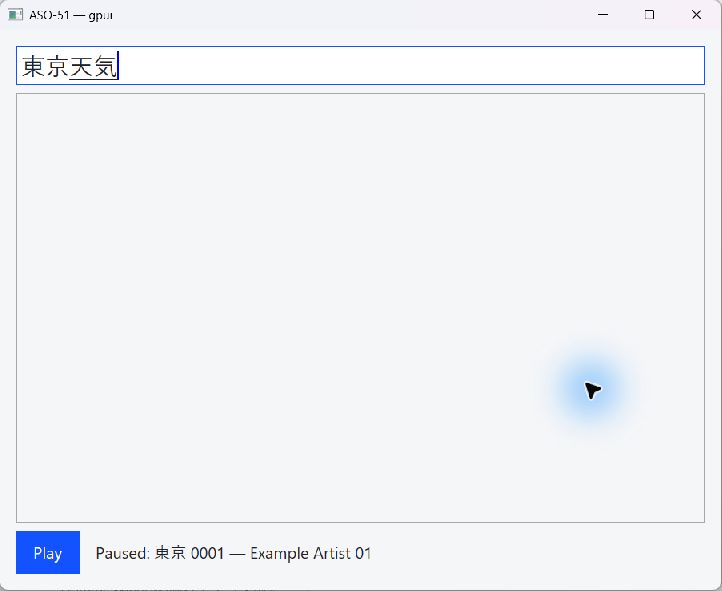 ASO-51 — gpui
東京天気
Play
Paused: 東京 0001 — Example Artist 01